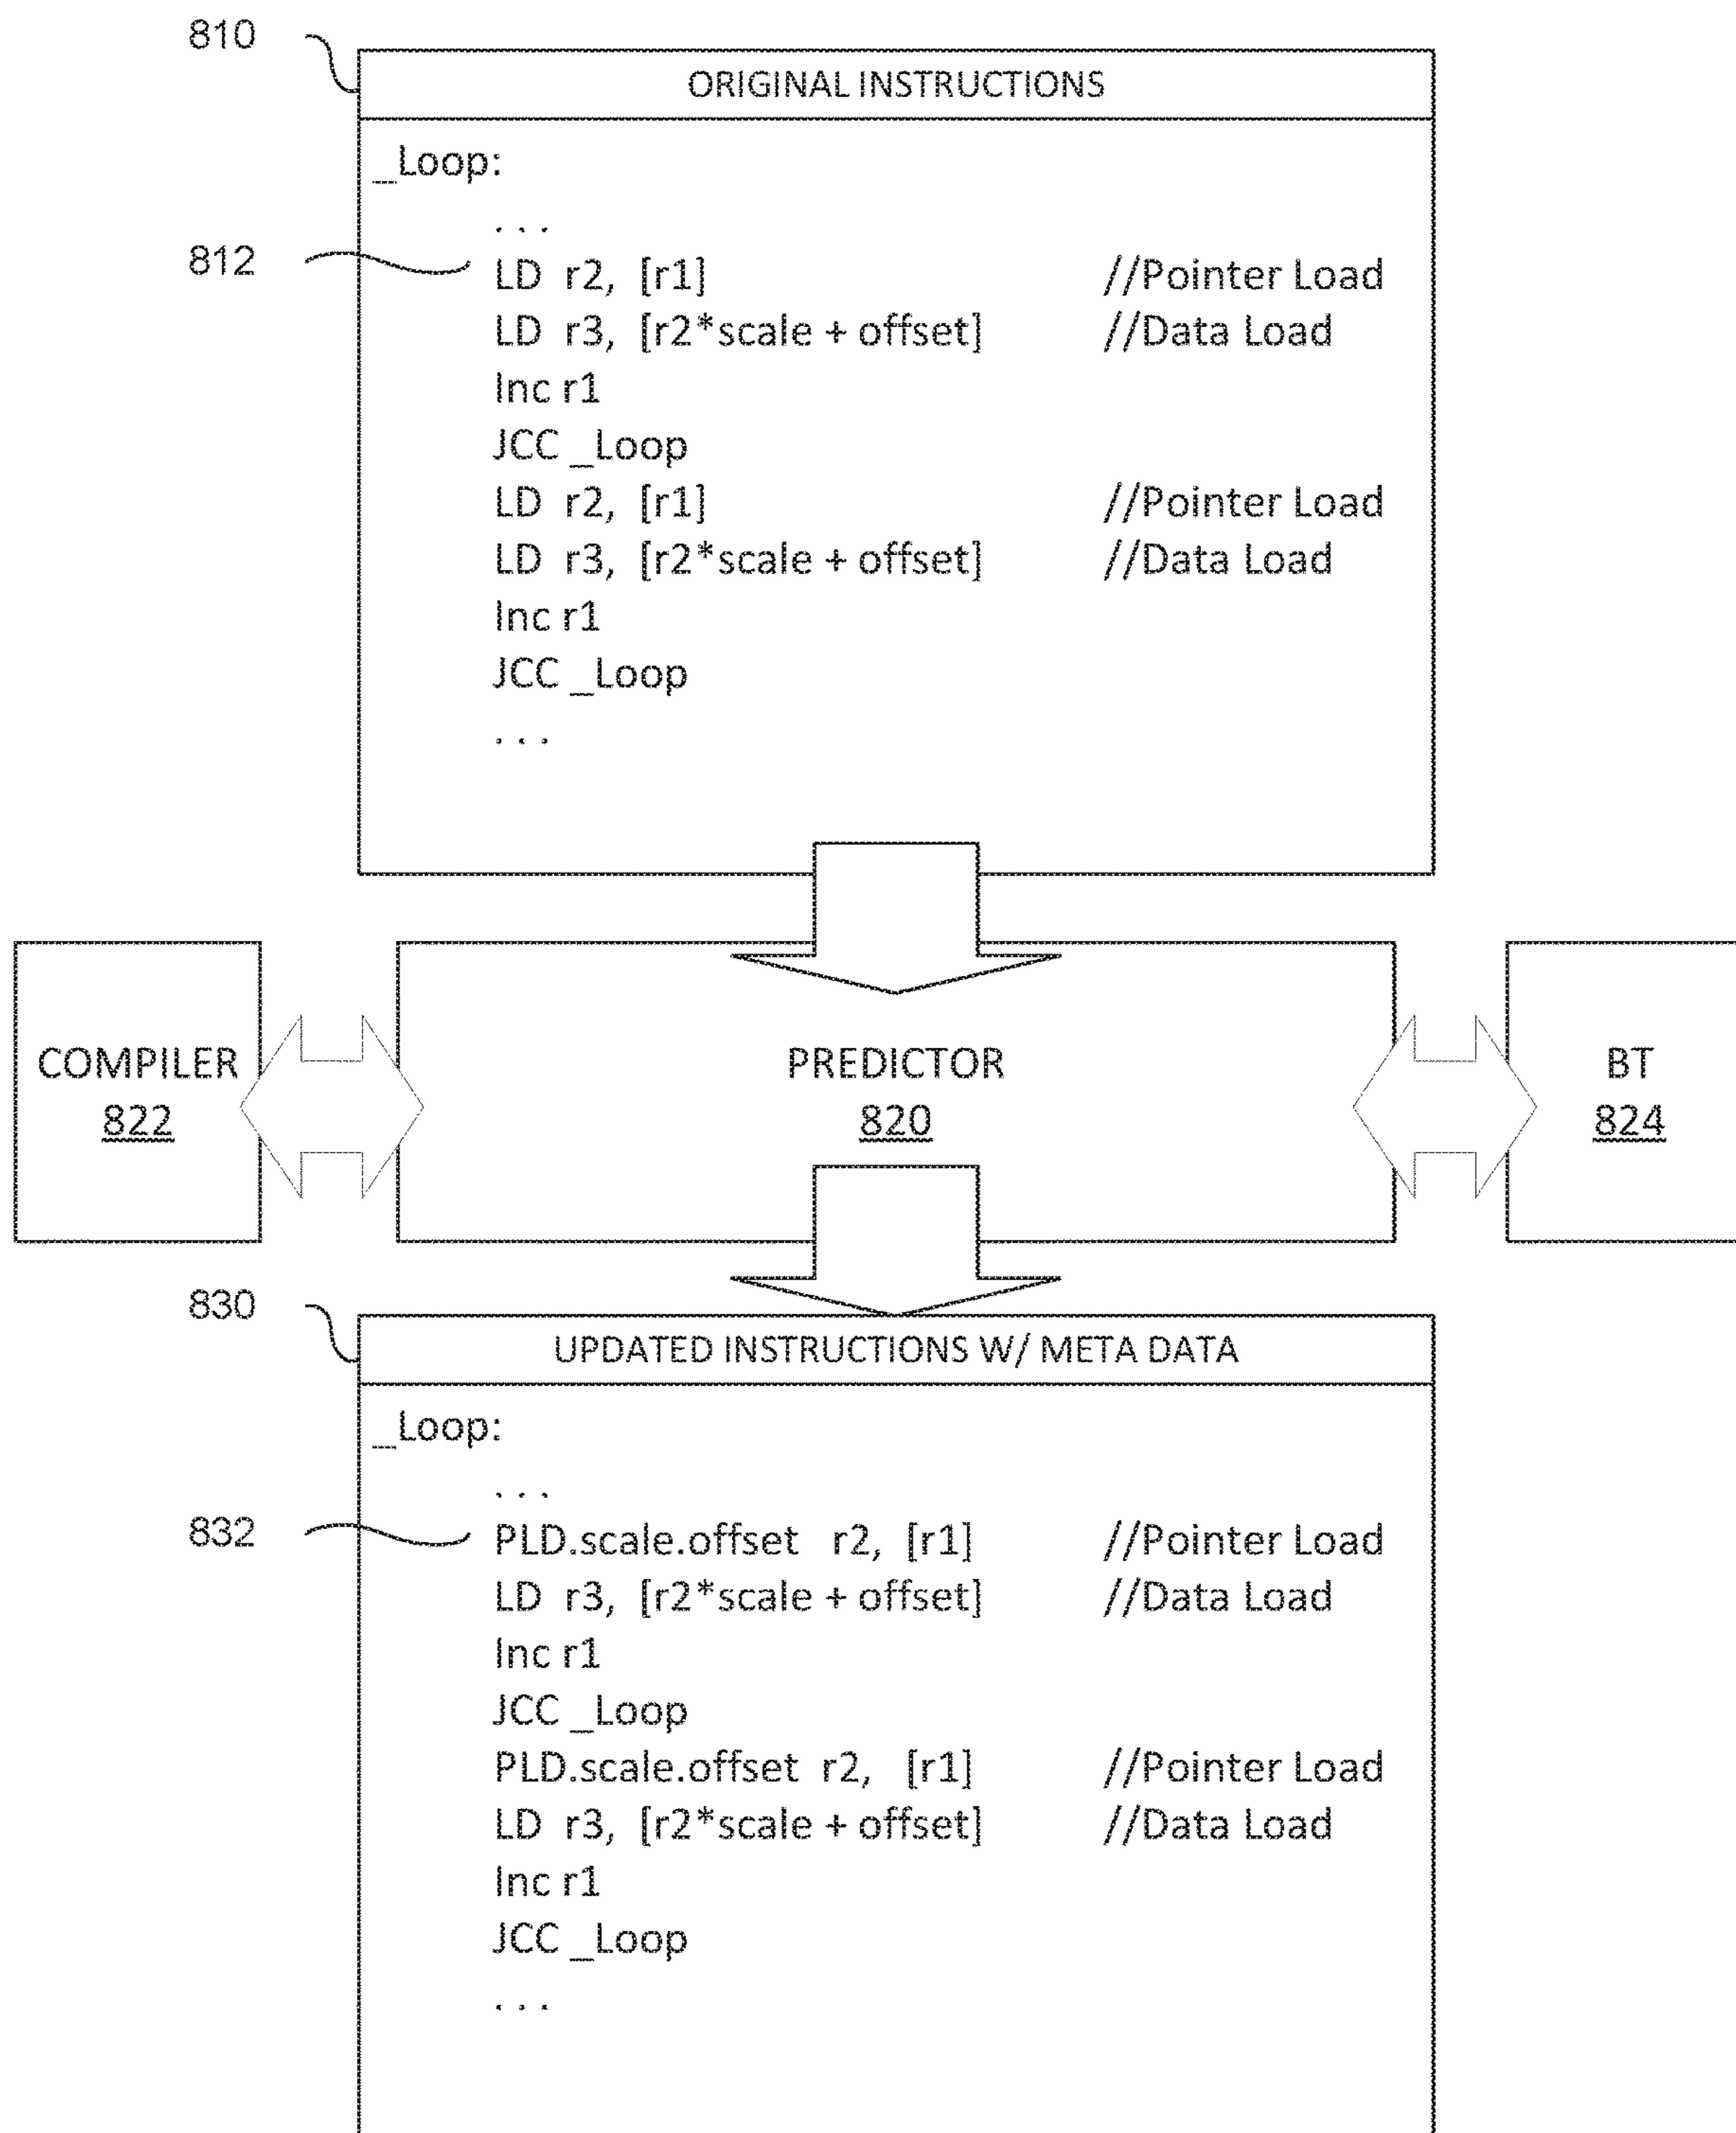 810
ORIGINAL INSTRUCTIONS
_Loop:
. . .
812
LD r2, [r1] //Pointer Load
LD r3, [r2*scale + offset] //Data Load
Inc r1
JCC _Loop
LD r2, [r1] //Pointer Load
LD r3, [r2*scale + offset] //Data Load
Inc r1
JCC _Loop
. . .
COMPILER
822
PREDICTOR
820
BT
824
830
UPDATED INSTRUCTIONS W/ META DATA
_Loop:
. . .
832
PLD.scale.offset r2, [r1] //Pointer Load
LD r3, [r2*scale + offset] //Data Load
Inc r1
JCC _Loop
PLD.scale.offset r2, [r1] //Pointer Load
LD r3, [r2*scale + offset] //Data Load
Inc r1
JCC _Loop
. . .